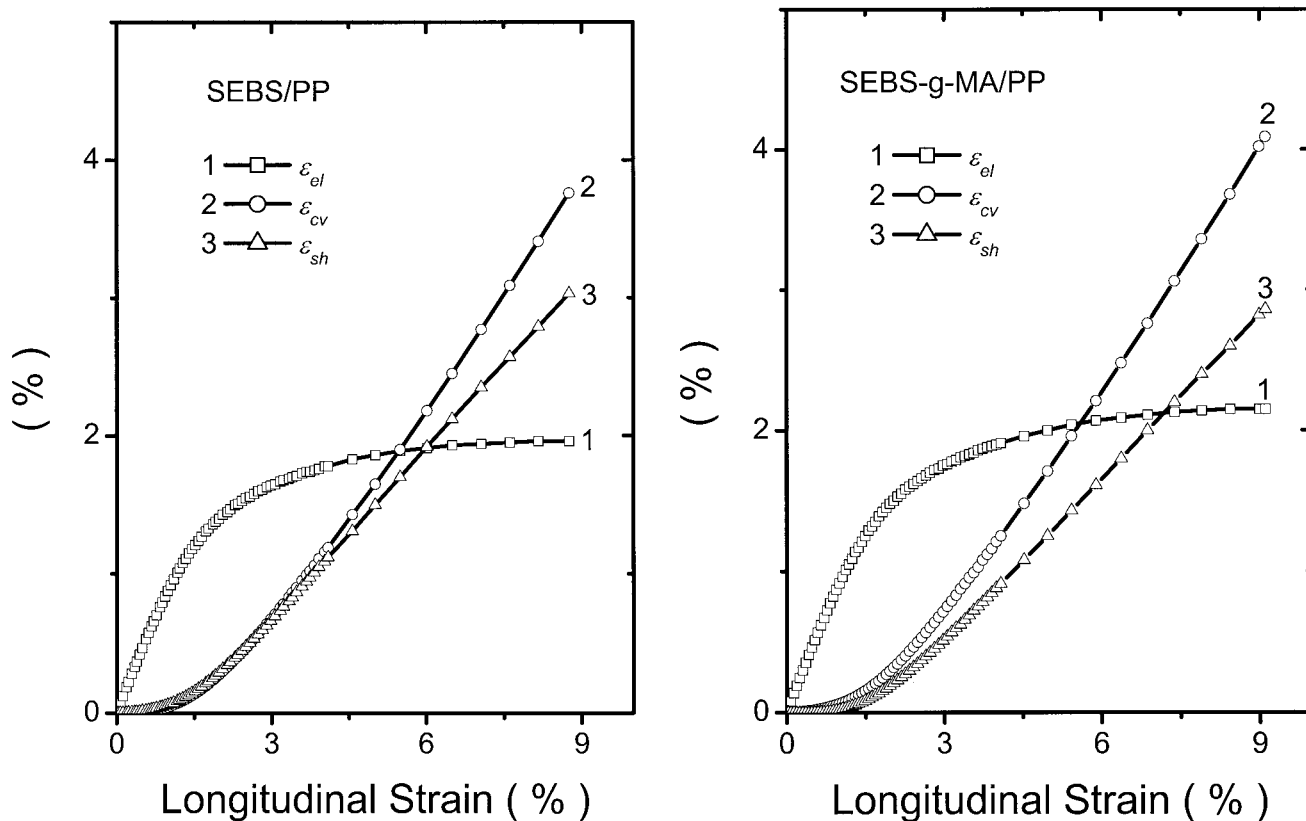 SEBS/PP
1 ε_el
2 ε_cv
3 ε_sh
4
2
0
( % )
2
3
1
0 3 6 9
Longitudinal Strain ( % )
SEBS-g-MA/PP
1 ε_el
2 ε_cv
3 ε_sh
4
2
0
( % )
2
3
1
0 3 6 9
Longitudinal Strain ( % )